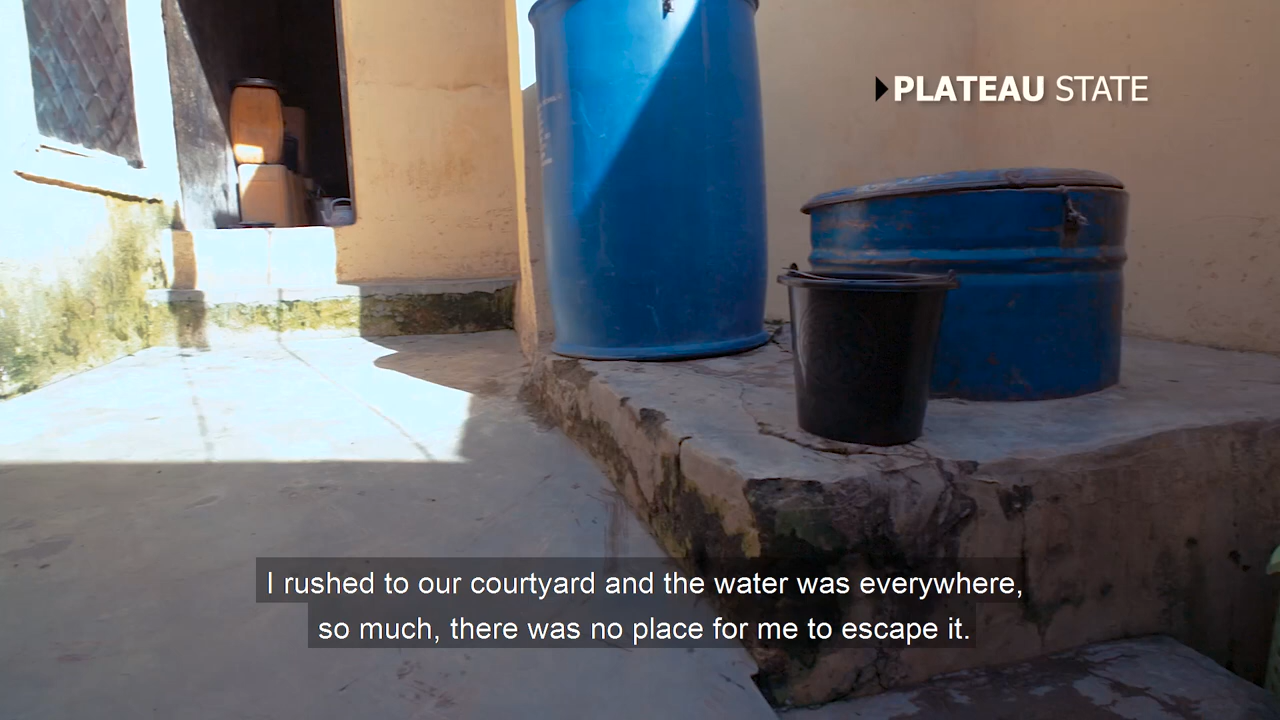 PLATEAU STATE
I rushed to our courtyard and the water was everywhere,
so much, there was no place for me to escape it.